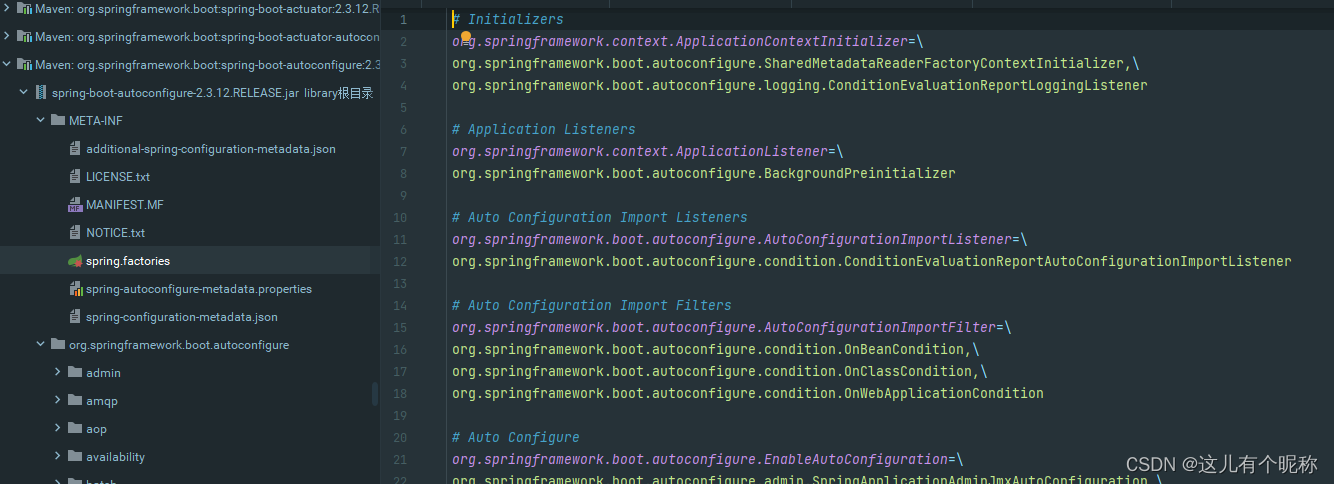 Maven: org.springframework.boot:spring-boot-actuator:2.3.12.R
Maven: org.springframework.boot:spring-boot-actuator-autocon
Maven: org.springframework.boot:spring-boot-autoconfigure:2.3
spring-boot-autoconfigure-2.3.12.RELEASE.jar library根目录
META-INF
additional-spring-configuration-metadata.json
LICENSE.txt
MANIFEST.MF
NOTICE.txt
spring.factories
spring-autoconfigure-metadata.properties
spring-configuration-metadata.json
org.springframework.boot.autoconfigure
admin
amqp
aop
availability
batch
1 # Initializers
2 org.springframework.context.ApplicationContextInitializer=\
3 org.springframework.boot.autoconfigure.SharedMetadataReaderFactoryContextInitializer,\
4 org.springframework.boot.autoconfigure.logging.ConditionEvaluationReportLoggingListener
5
6 # Application Listeners
7 org.springframework.context.ApplicationListener=\
8 org.springframework.boot.autoconfigure.BackgroundPreinitializer
9
10 # Auto Configuration Import Listeners
11 org.springframework.boot.autoconfigure.AutoConfigurationImportListener=\
12 org.springframework.boot.autoconfigure.condition.ConditionEvaluationReportAutoConfigurationImportListener
13
14 # Auto Configuration Import Filters
15 org.springframework.boot.autoconfigure.AutoConfigurationImportFilter=\
16 org.springframework.boot.autoconfigure.condition.OnBeanCondition,\
17 org.springframework.boot.autoconfigure.condition.OnClassCondition,\
18 org.springframework.boot.autoconfigure.condition.OnWebApplicationCondition
19
20 # Auto Configure
21 org.springframework.boot.autoconfigure.EnableAutoConfiguration=\
22 org.springframework.boot.autoconfigure.admin.SpringApplicationAdminJmxAutoConfiguration,\
CSDN @这儿有个昵称